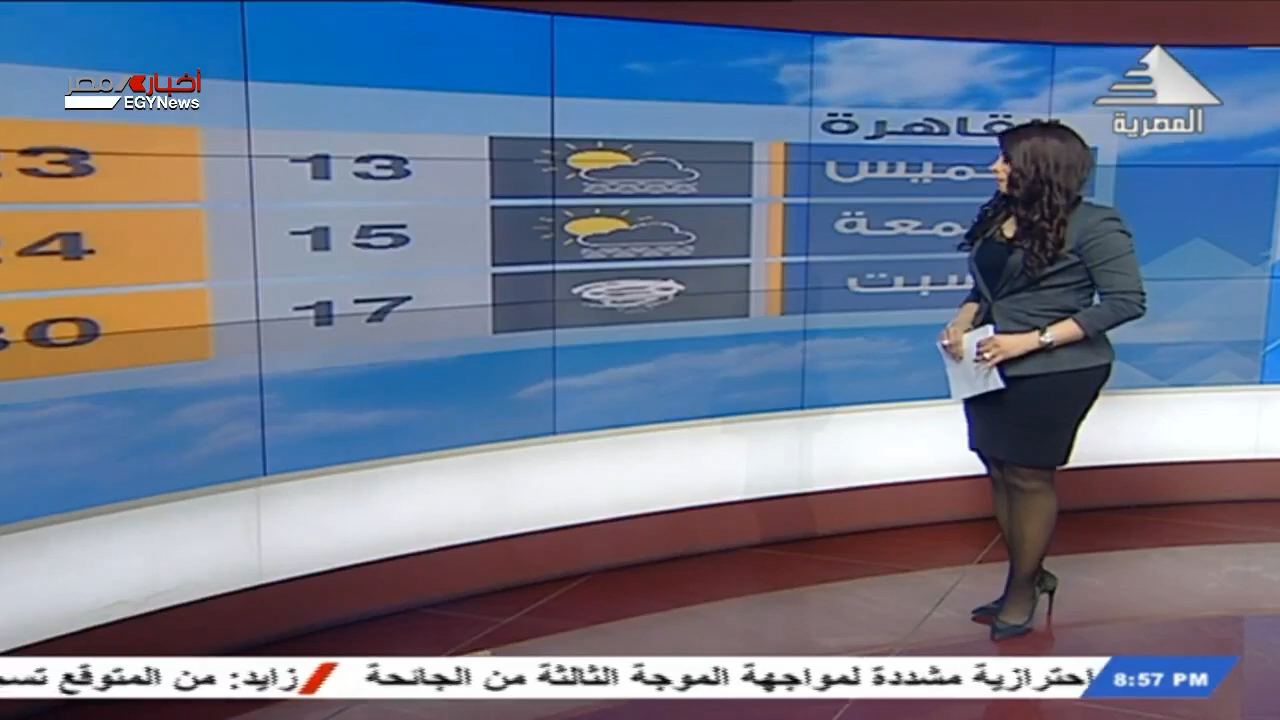 أخبار مصر
EGYNews
المصرية
13
15
24
17
احترازية مشددة لمواجهة الموجة الثالثة من الجائحة
زايد: من المتوقع
8:57 PM